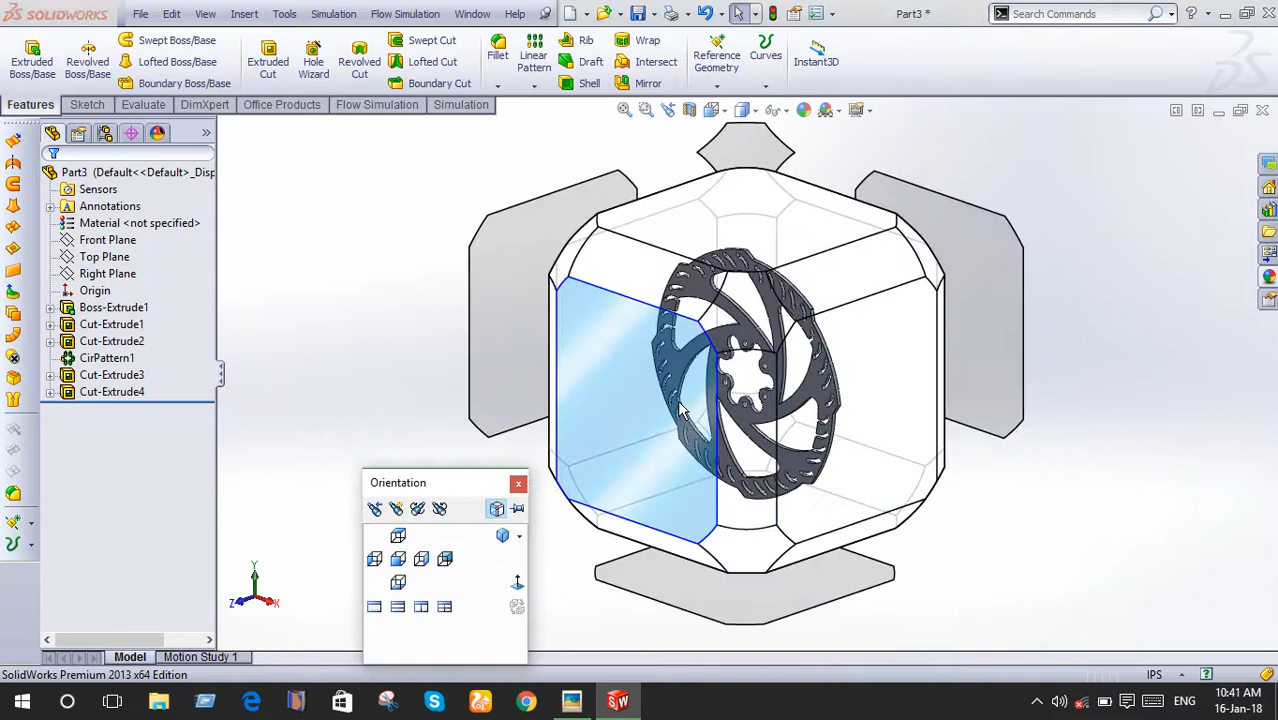 SOLIDWORKS File Edit View Insert Tools Simulation Flow Simulation Window Help Part3 * Search Commands
Extruded Boss/Base
Revolved Boss/Base
Swept Boss/Base
Lofted Boss/Base
Boundary Boss/Base
Extruded Cut
Hole Wizard
Revolved Cut
Swept Cut
Lofted Cut
Boundary Cut
Fillet
Linear Pattern
Rib
Draft
Shell
Wrap
Intersect
Mirror
Reference Geometry
Curves
Instant3D
Features Sketch Evaluate DimXpert Office Products Flow Simulation Simulation
Part3 (Default<<Default>_Disp
Sensors
Annotations
Material <not specified>
Front Plane
Top Plane
Right Plane
Origin
Boss-Extrude1
Cut-Extrude1
Cut-Extrude2
CirPattern1
Cut-Extrude3
Cut-Extrude4
Orientation
Y
Z X
Model Motion Study 1
SolidWorks Premium 2013 x64 Edition IPS
ENG
10:41 AM
16-Jan-18